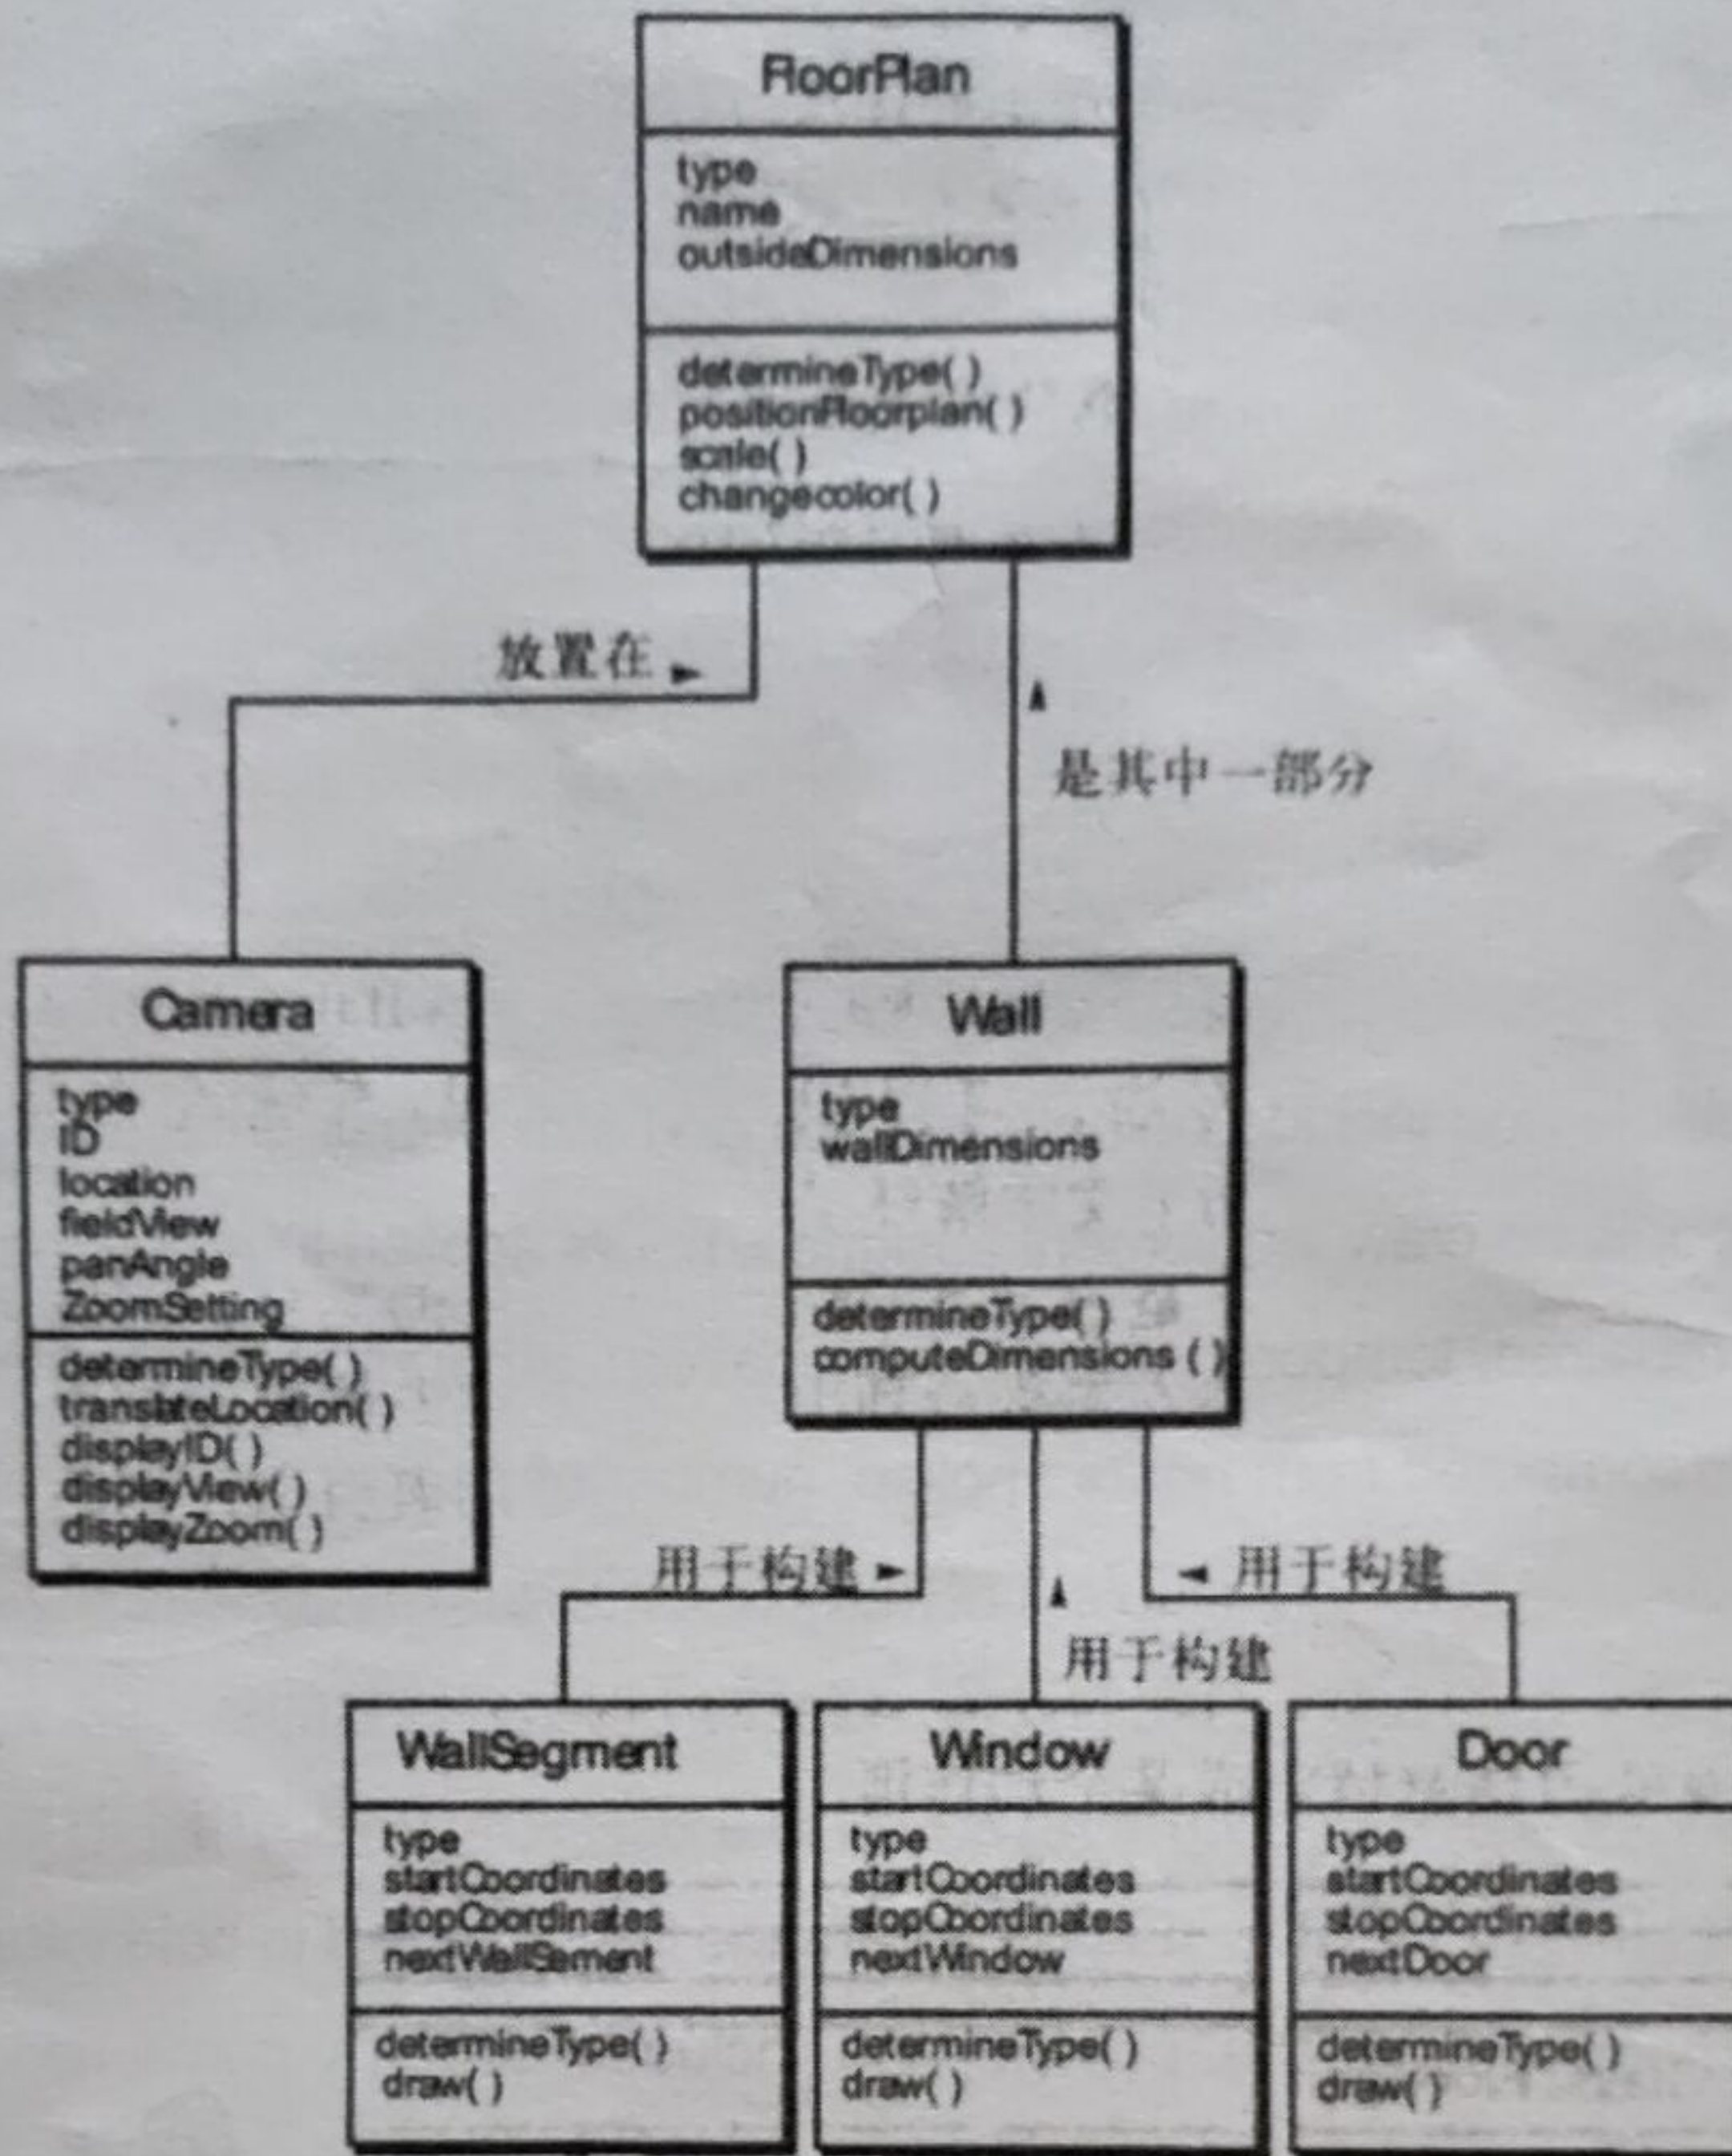 FloorPlan
type
name
outsideDimensions
determineType( )
positionFloorplan( )
scale( )
changecolor( )
放置在
是其中一部分
Camera
type
ID
location
fieldView
panAngle
ZoomSetting
determineType( )
translateLocation( )
displayID( )
displayView( )
displayZoom( )
Wall
type
wallDimensions
determineType( )
computeDimensions ( )
用于构建
用于构建
用于构建
WallSegment
type
startCoordinates
stopCoordinates
nextWallSement
determineType( )
draw( )
Window
type
startCoordinates
stopCoordinates
nextWindow
determineType( )
draw( )
Door
type
startCoordinates
stopCoordinates
nextDoor
determineType( )
draw( )